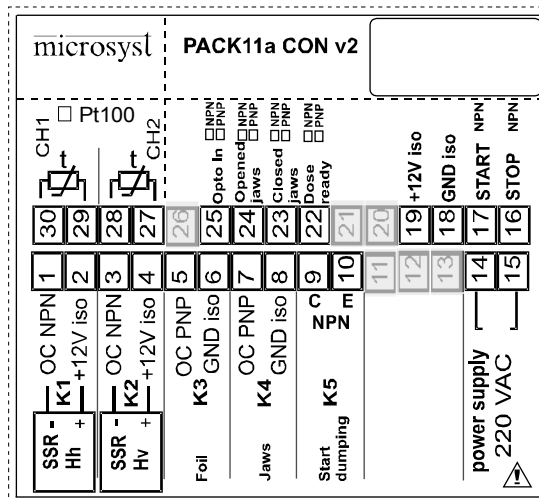 microsyst
PACK11a CON v2
CH1
Pt100
t
t
CH2
Opto In
NPN
PNP
Opened
jaws
NPN
PNP
Closed
jaws
NPN
PNP
Dose
ready
NPN
PNP
+12V iso
GND iso
START NPN
STOP NPN
30 29 28 27 26 25 24 23 22 21 20 19 18 17 16
1 2 3 4 5 6 7 8 9 10 11 12 13 14 15
OC NPN
+12V iso
OC NPN
+12V iso
OC PNP
GND iso
OC PNP
GND iso
C E
NPN
K1
K2
K3
K4
K5
SSR - +
Hh
SSR - +
Hv
Foil
Jaws
Start
dumping
power supply
220 VAC